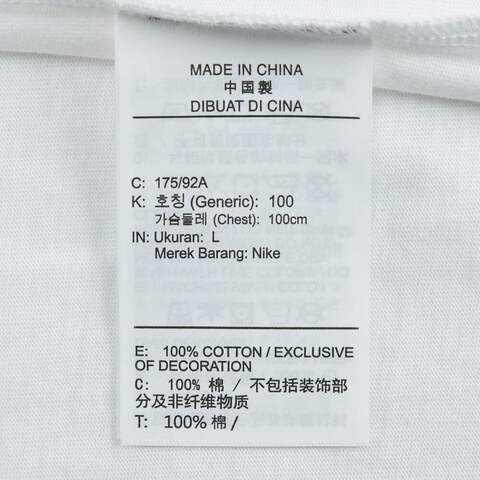 MADE IN CHINA
中国製
DIBUAT DI CINA
C: 175/92A
K: 호칭 (Generic): 100
가슴둘레 (Chest): 100cm
IN: Ukuran: L
Merek Barang: Nike
E: 100% COTTON / EXCLUSIVE
OF DECORATION
C: 100% 棉 / 不包括装饰部
分及非纤维物质
T: 100% 棉 /